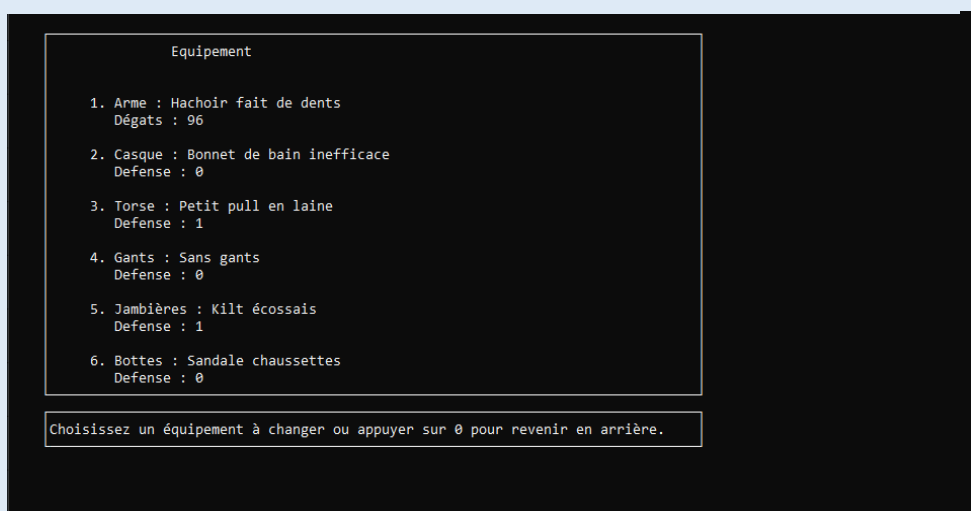 Equipement
1. Arme : Hachoir fait de dents
Dégats : 96
2. Casque : Bonnet de bain inefficace
Defense : 0
3. Torse : Petit pull en laine
Defense : 1
4. Gants : Sans gants
Defense : 0
5. Jambières : Kilt écossais
Defense : 1
6. Bottes : Sandale chaussettes
Defense : 0
Choisissez un équipement à changer ou appuyer sur 0 pour revenir en arrière.